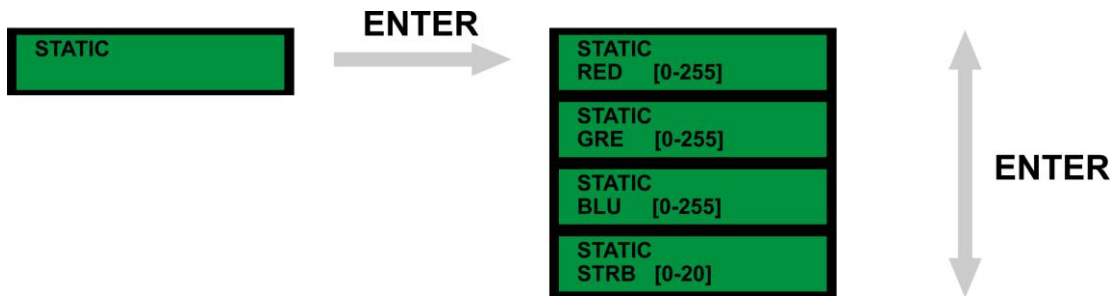 STATIC
ENTER
STATIC
RED [0-255]
STATIC
GRE [0-255]
STATIC
BLU [0-255]
STATIC
STRB [0-20]
ENTER